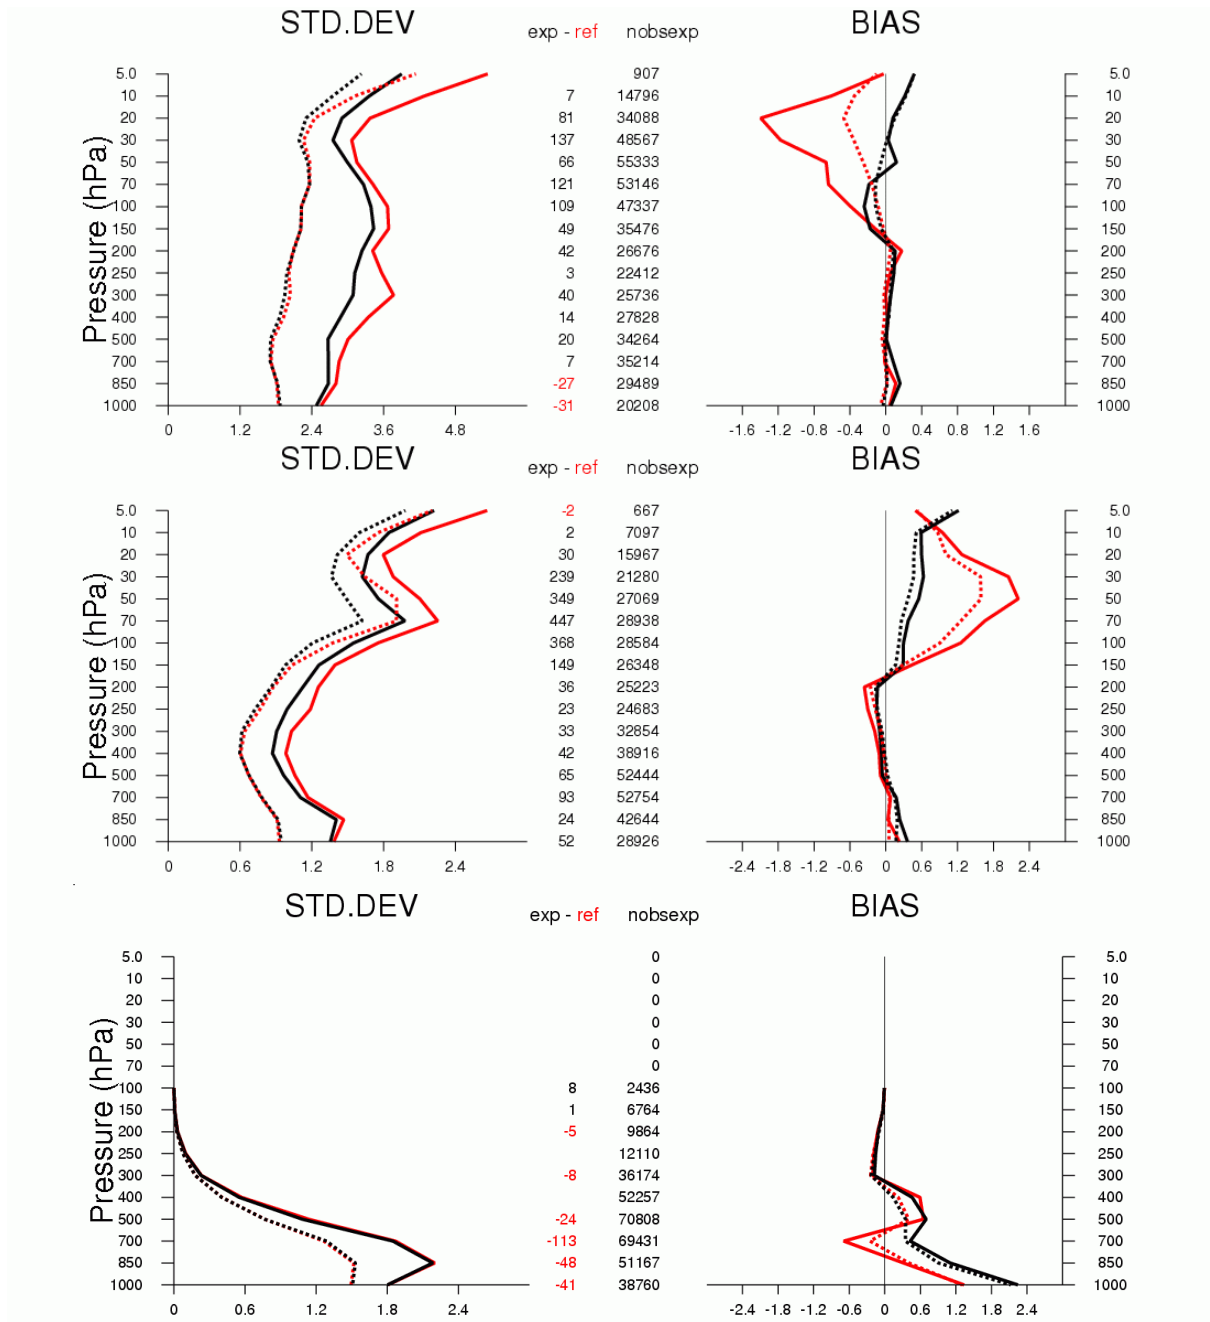 STD.DEV exp - ref nobsexp BIAS
5.0 907 5.0
10 7 14796 10
20 81 34088 20
30 137 48567 30
50 66 55333 50
70 121 53146 70
100 109 47337 100
150 49 35476 150
200 42 26676 200
250 3 22412 250
300 40 25736 300
400 14 27828 400
500 20 34264 500
700 7 35214 700
850 -27 29489 850
1000 -31 20208 1000
Pressure (hPa)
0 1.2 2.4 3.6 4.8 -1.6 -1.2 -0.8 -0.4 0 0.4 0.8 1.2 1.6
STD.DEV exp - ref nobsexp BIAS
5.0 -2 667 5.0
10 2 7097 10
20 30 15967 20
30 239 21280 30
50 349 27069 50
70 447 28938 70
100 368 28584 100
150 149 26348 150
200 36 25223 200
250 23 24683 250
300 33 32854 300
400 42 38916 400
500 65 52444 500
700 93 52754 700
850 24 42644 850
1000 52 28926 1000
Pressure (hPa)
0 0.6 1.2 1.8 2.4 -2.4 -1.8 -1.2 -0.6 0 0.6 1.2 1.8 2.4
STD.DEV exp - ref nobsexp BIAS
5.0 0 5.0
10 0 10
20 0 20
30 0 30
50 0 50
70 0 70
100 8 2436 100
150 1 6764 150
200 -5 9864 200
250 12110 250
300 -8 36174 300
400 52257 400
500 -24 70808 500
700 -113 69431 700
850 -48 51167 850
1000 -41 38760 1000
Pressure (hPa)
0 0.6 1.2 1.8 2.4 -2.4 -1.8 -1.2 -0.6 0 0.6 1.2 1.8 2.4